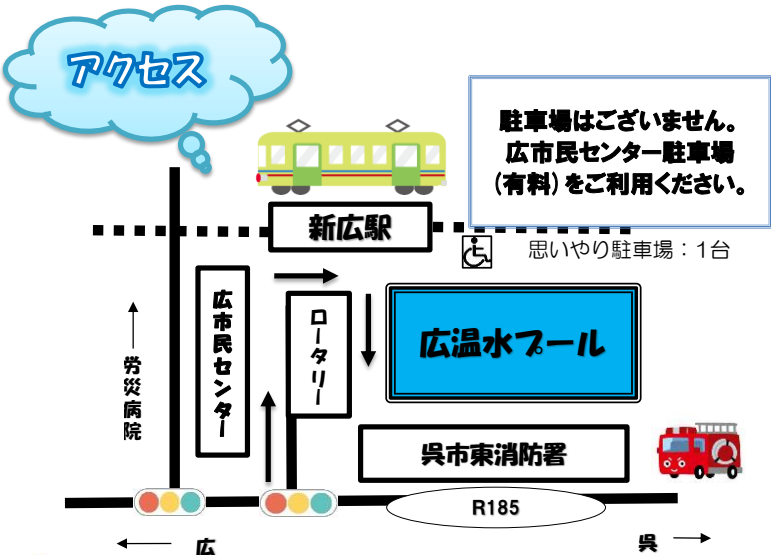 アクセス
駐車場はございません。
広市民センター駐車場
(有料)をご利用ください。
新広駅
思いやり駐車場：1台
広市民センター
ロータリー
広温水プール
労災病院
呉市東消防署
R185
広
呉